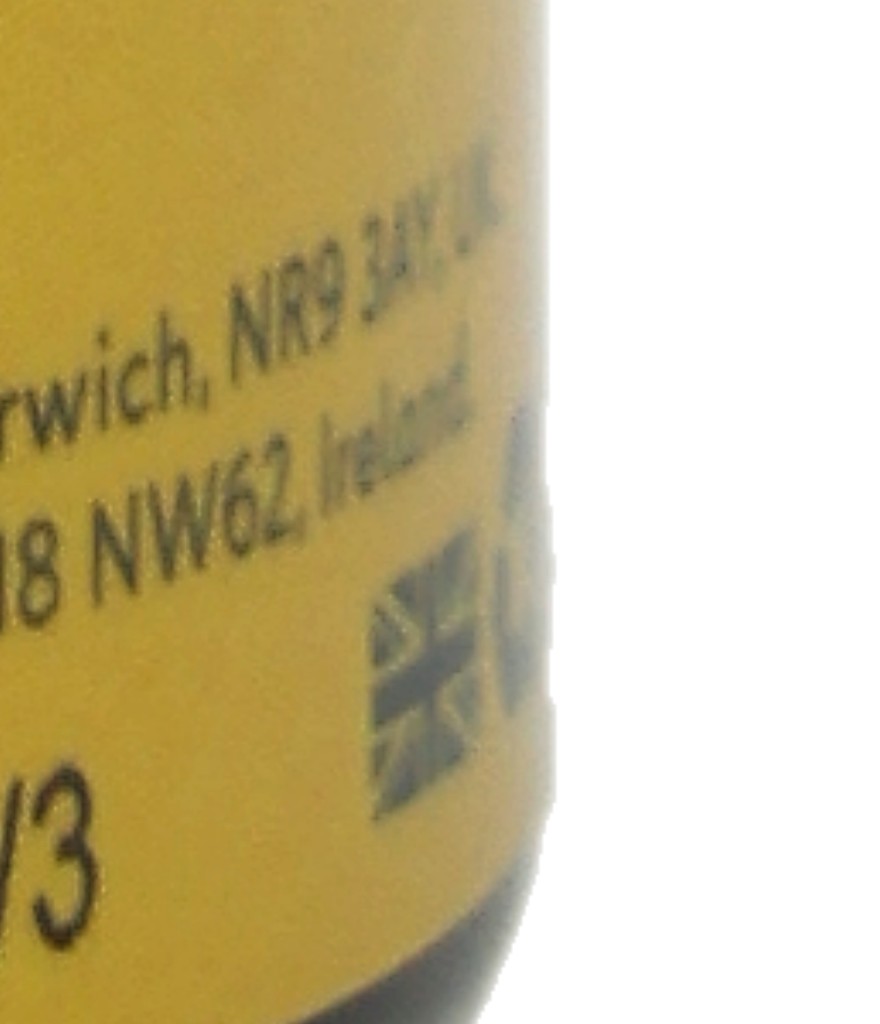 rwich, NR9 3AY, UK
18 NW62, Ireland.
/3